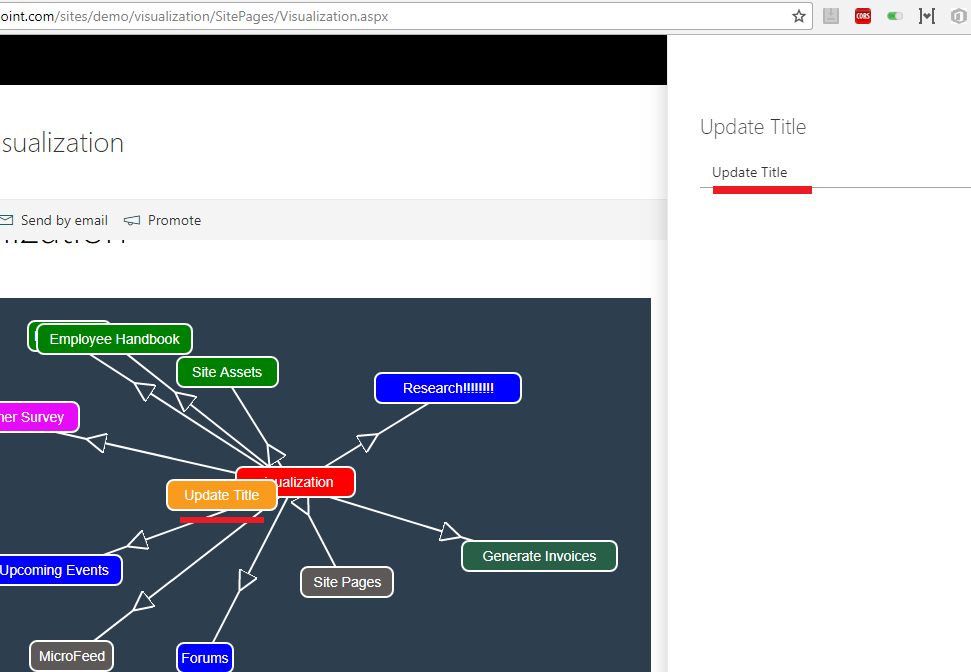 oint.com/sites/demo/visualization/SitePages/Visualization.aspx
CORS
sualization
Update Title
Update Title
Send by email
Promote
Employee Handbook
Site Assets
Research!!!!!!!!
ner Survey
ualization
Update Title
Generate Invoices
Upcoming Events
Site Pages
MicroFeed
Forums